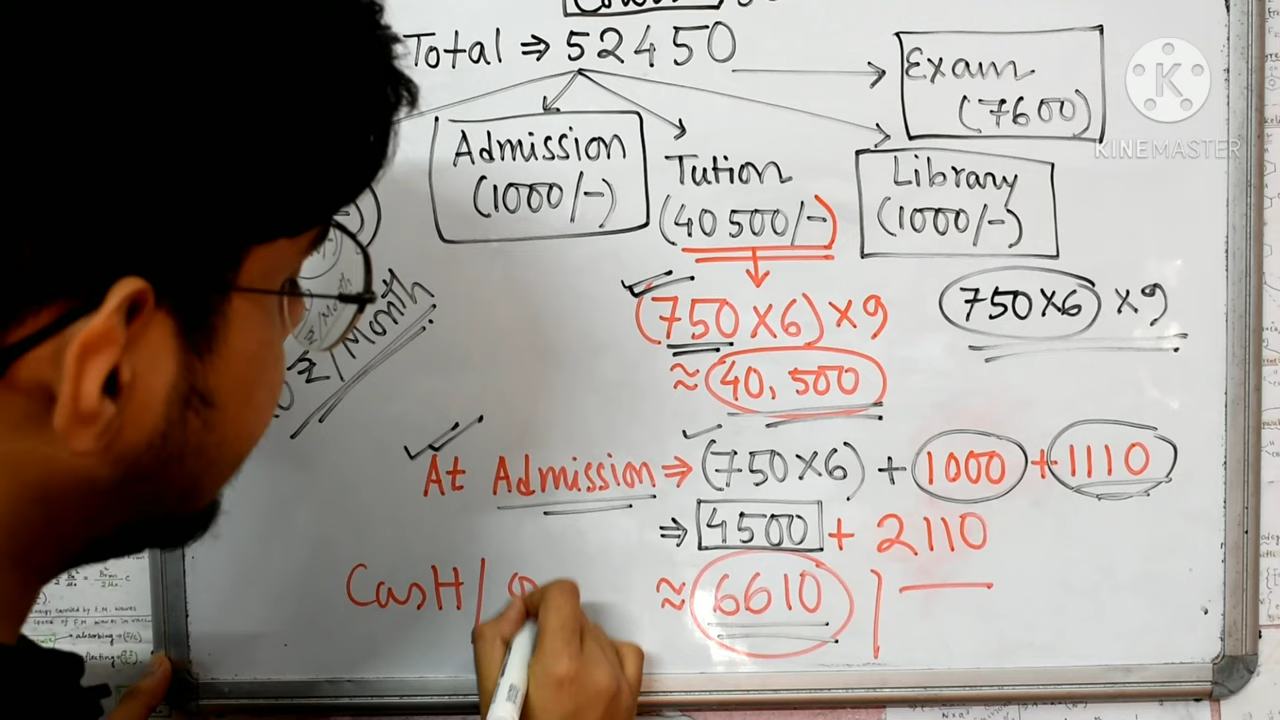 Total ⇒ 52450
Exam
(7600)
Admission
(1000/-)
Tution
(40500/-)
Library
(1000/-)
K
KINEMASTER
/Month
(750×6)×9
≈ 40,500
(750×6)×9
At Admission ⇒ (750×6) + 1000 + 1110
⇒ 4500 + 2110
CasH/
≈ 6610